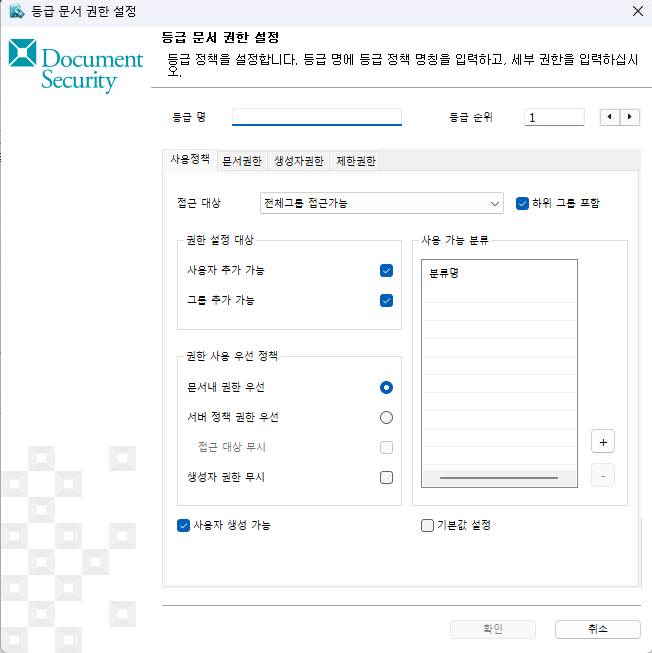 등급 문서 권한 설정
Document
Security
등급 문서 권한 설정
등급 정책을 설정합니다. 등급 명에 등급 정책 명칭을 입력하고, 세부 권한을 입력하십시
오.
등급 명
등급 순위
1
사용정책
문서권한
생성자권한
제한권한
접근 대상
전체그룹 접근가능
하위 그룹 포함
권한 설정 대상
사용자 추가 가능
그룹 추가 가능
사용 가능 분류
분류명
권한 사용 우선 정책
문서내 권한 우선
서버 정책 권한 우선
접근 대상 무시
생성자 권한 무시
+
-
사용자 생성 가능
기본값 설정
확인
취소